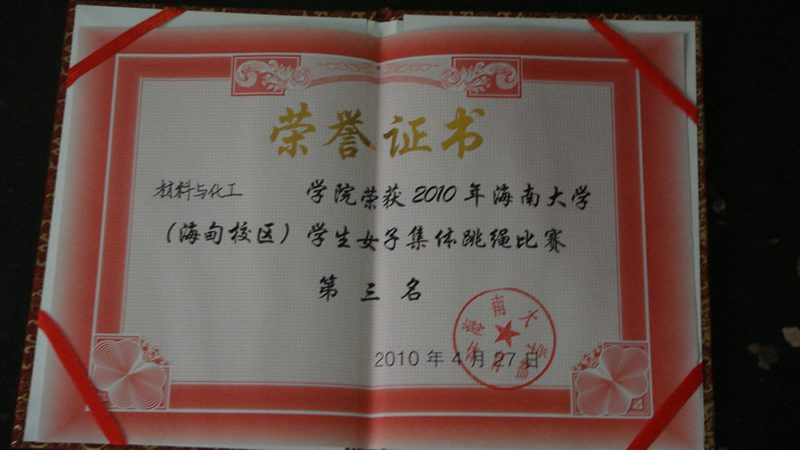 荣誉证书
材料与化工 学院荣获2010年海南大学
（海甸校区）学生女子集体跳绳比赛
第三名
2010年4月27日